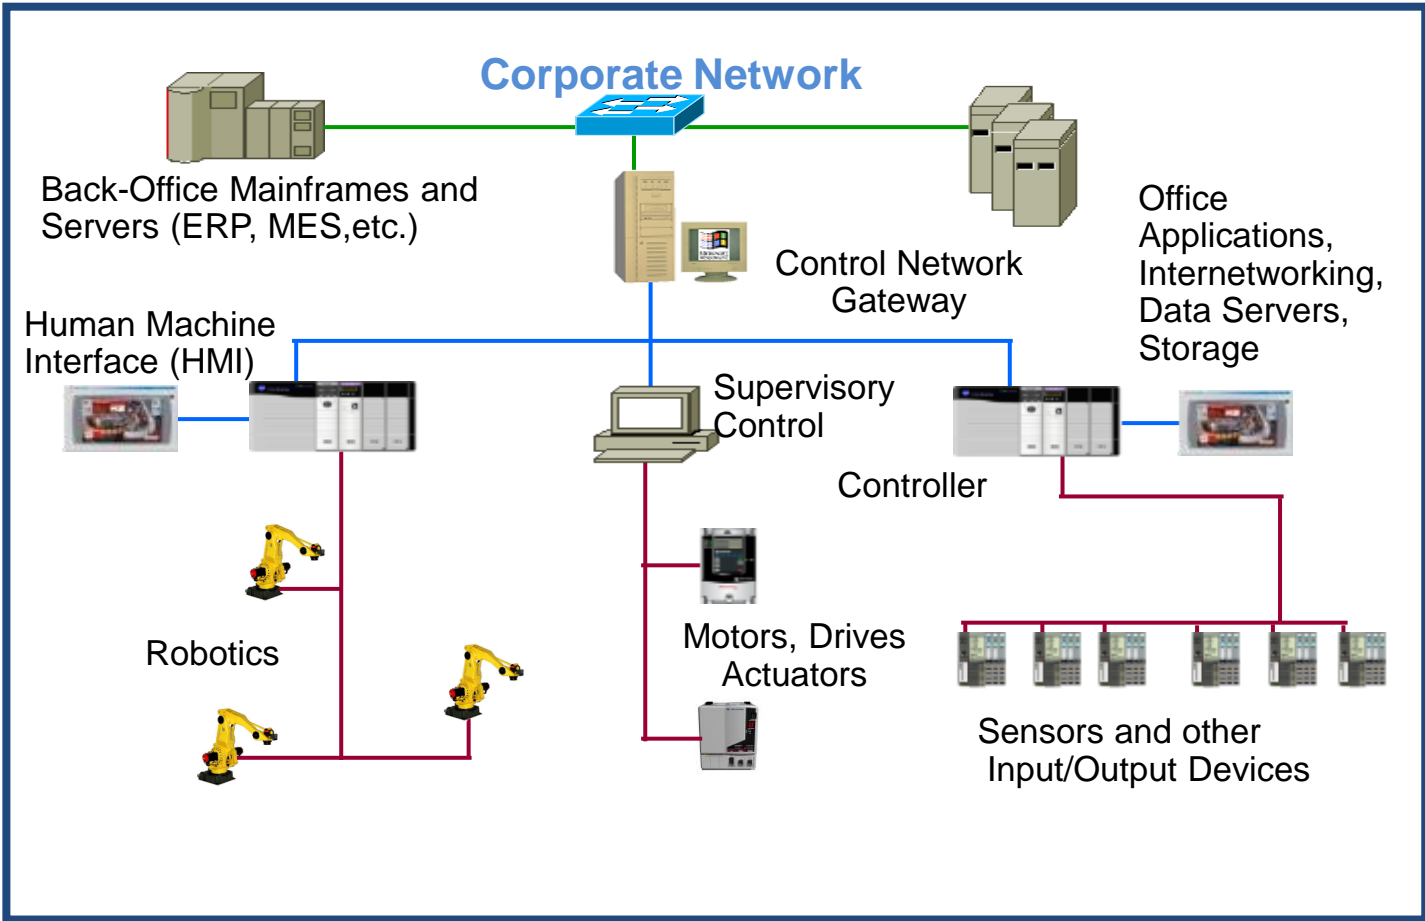 Corporate Network
Back-Office Mainframes and
Servers (ERP, MES,etc.)
Office
Applications,
Internetworking,
Data Servers,
Storage
Control Network
Gateway
Human Machine
Interface (HMI)
Supervisory
Control
Controller
Robotics
Motors, Drives
Actuators
Sensors and other
Input/Output Devices